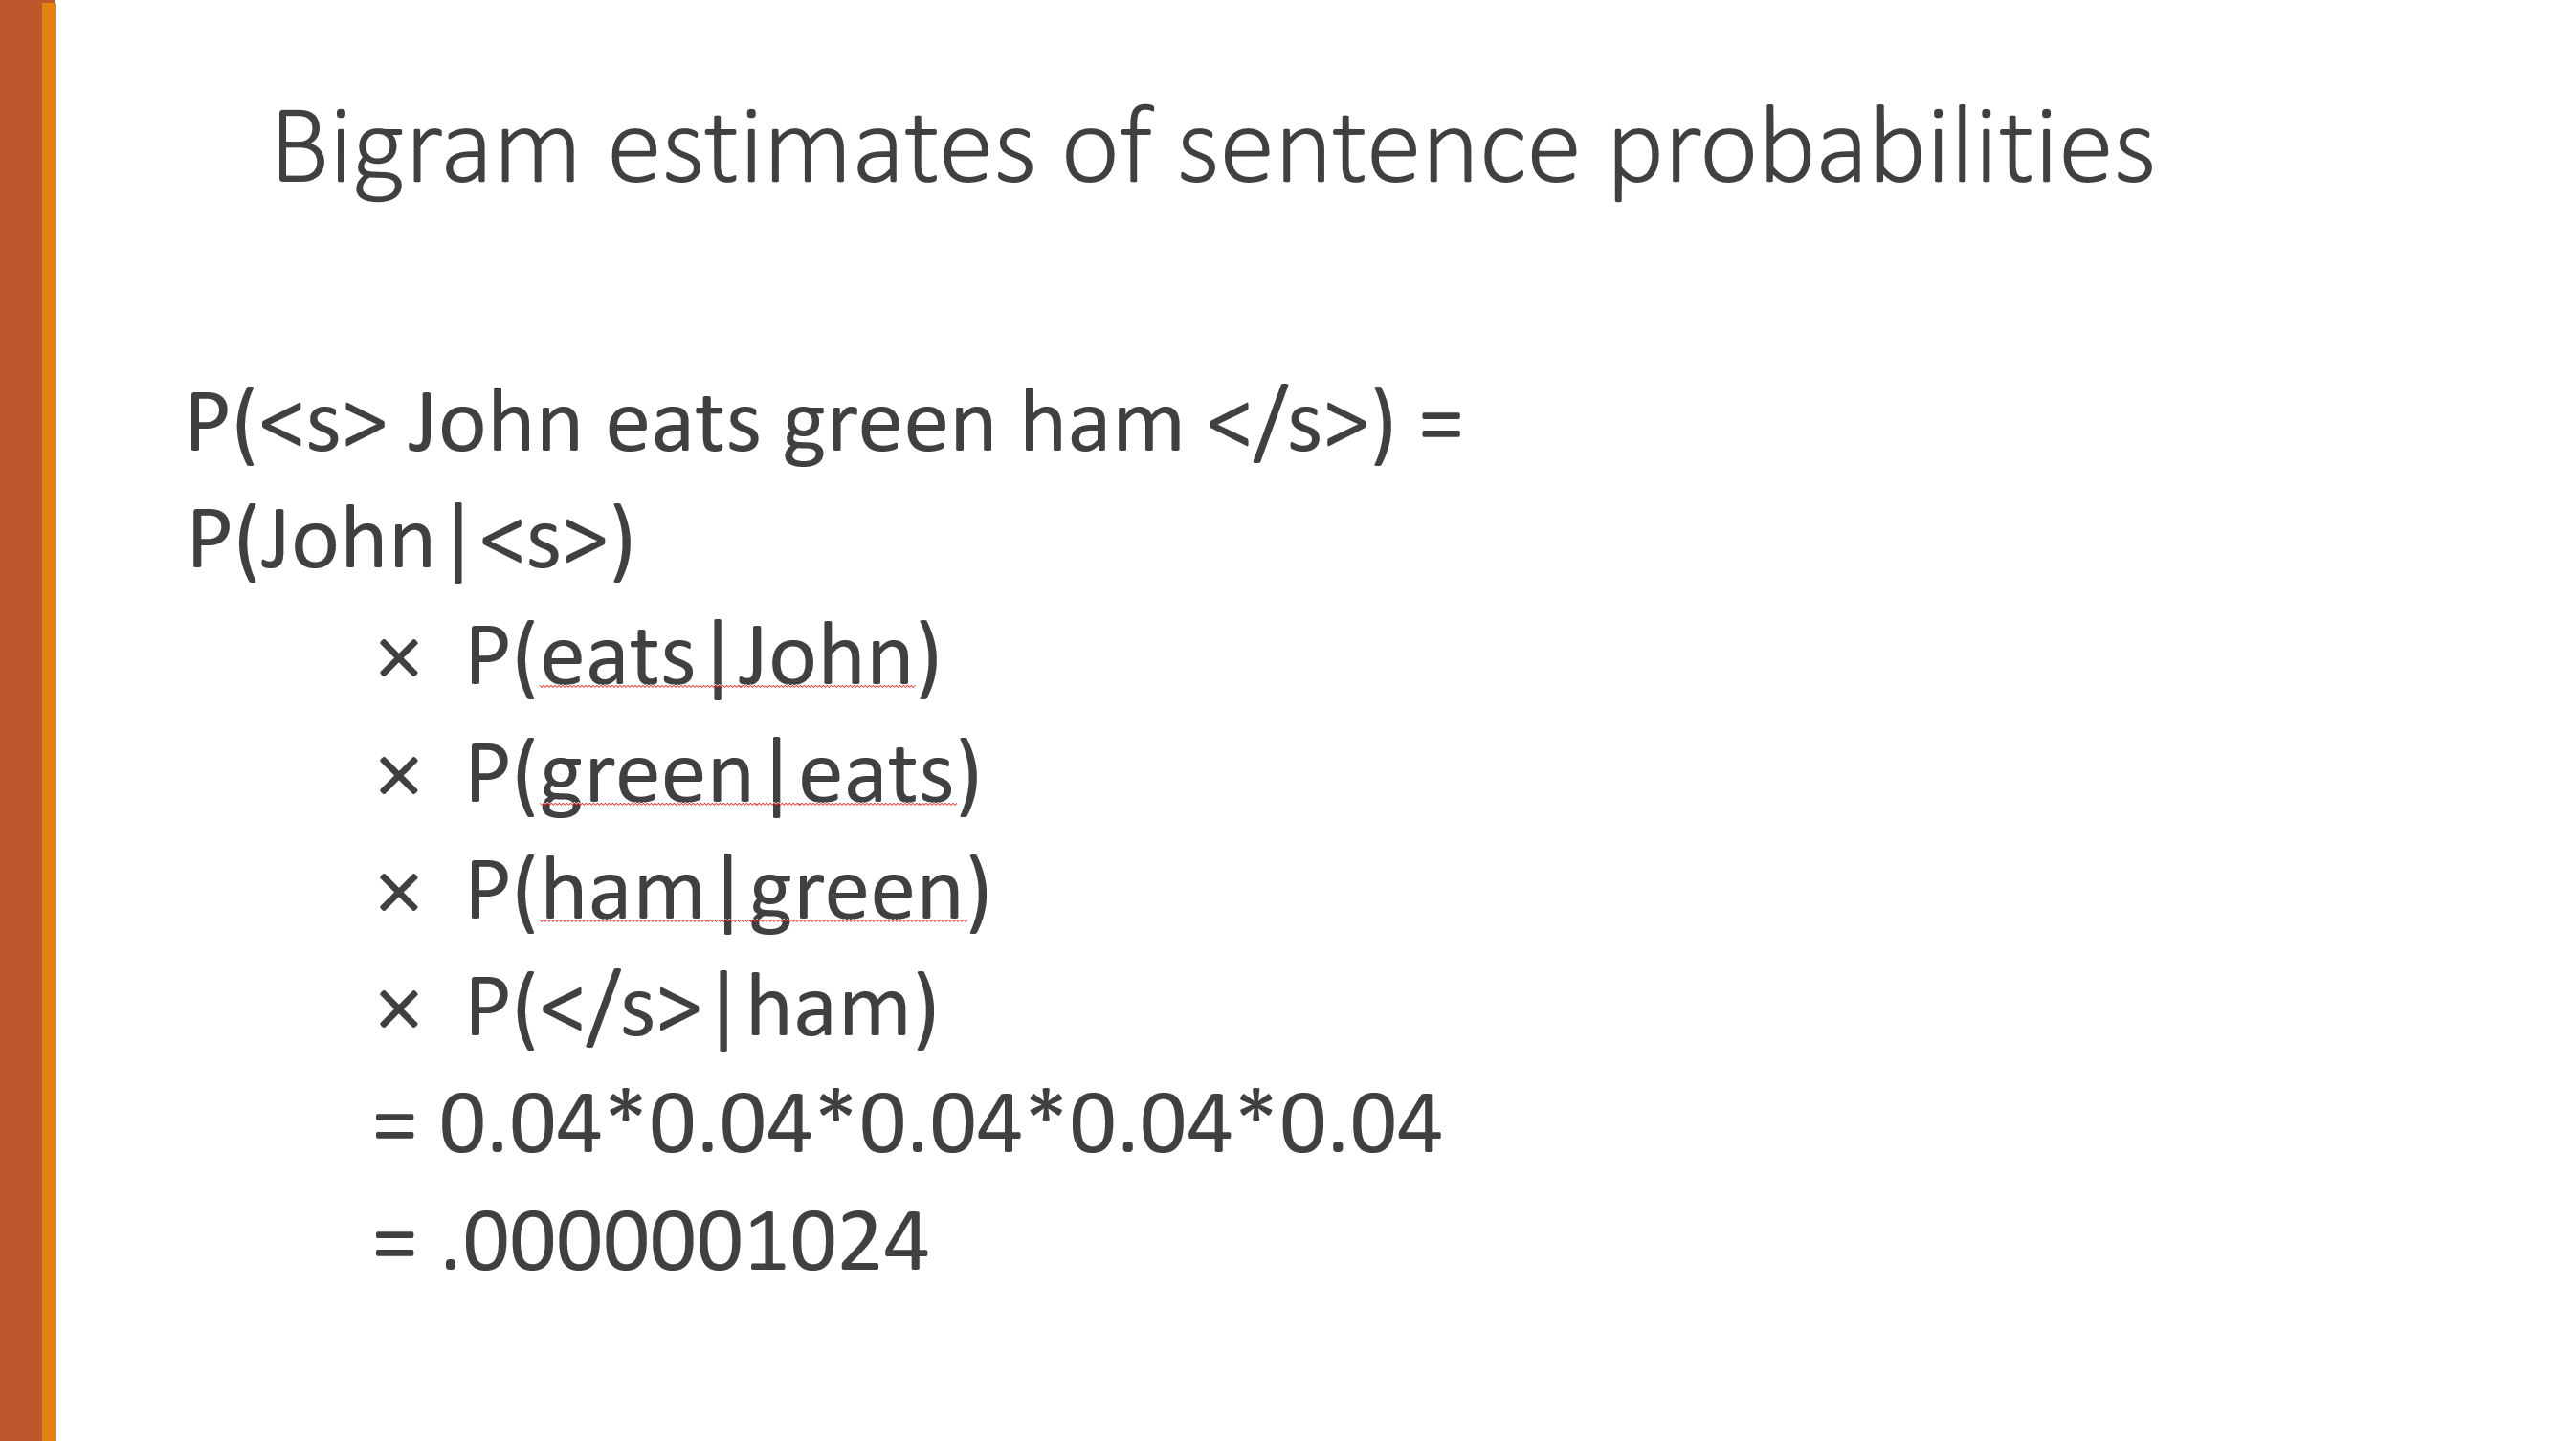 Bigram estimates of sentence probabilities
P(<s> John eats green ham </s>) =
P(John|<s>)
× P(eats|John)
× P(green|eats)
× P(ham|green)
× P(</s>|ham)
= 0.04*0.04*0.04*0.04*0.04
= .0000001024